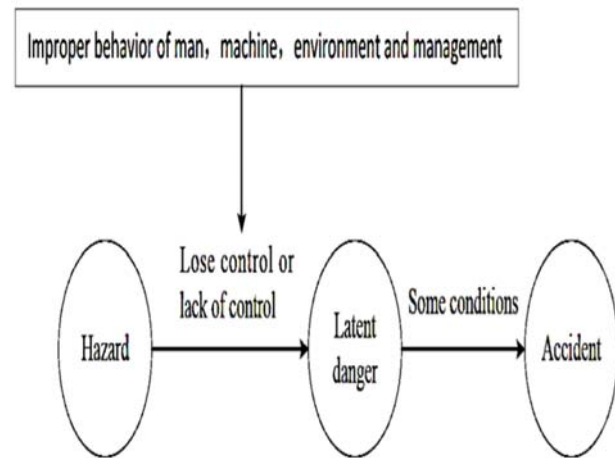 Improper behavior of man，machine，environment and management
Lose control or
lack of control
Some conditions
Hazard
Latent
danger
Accident